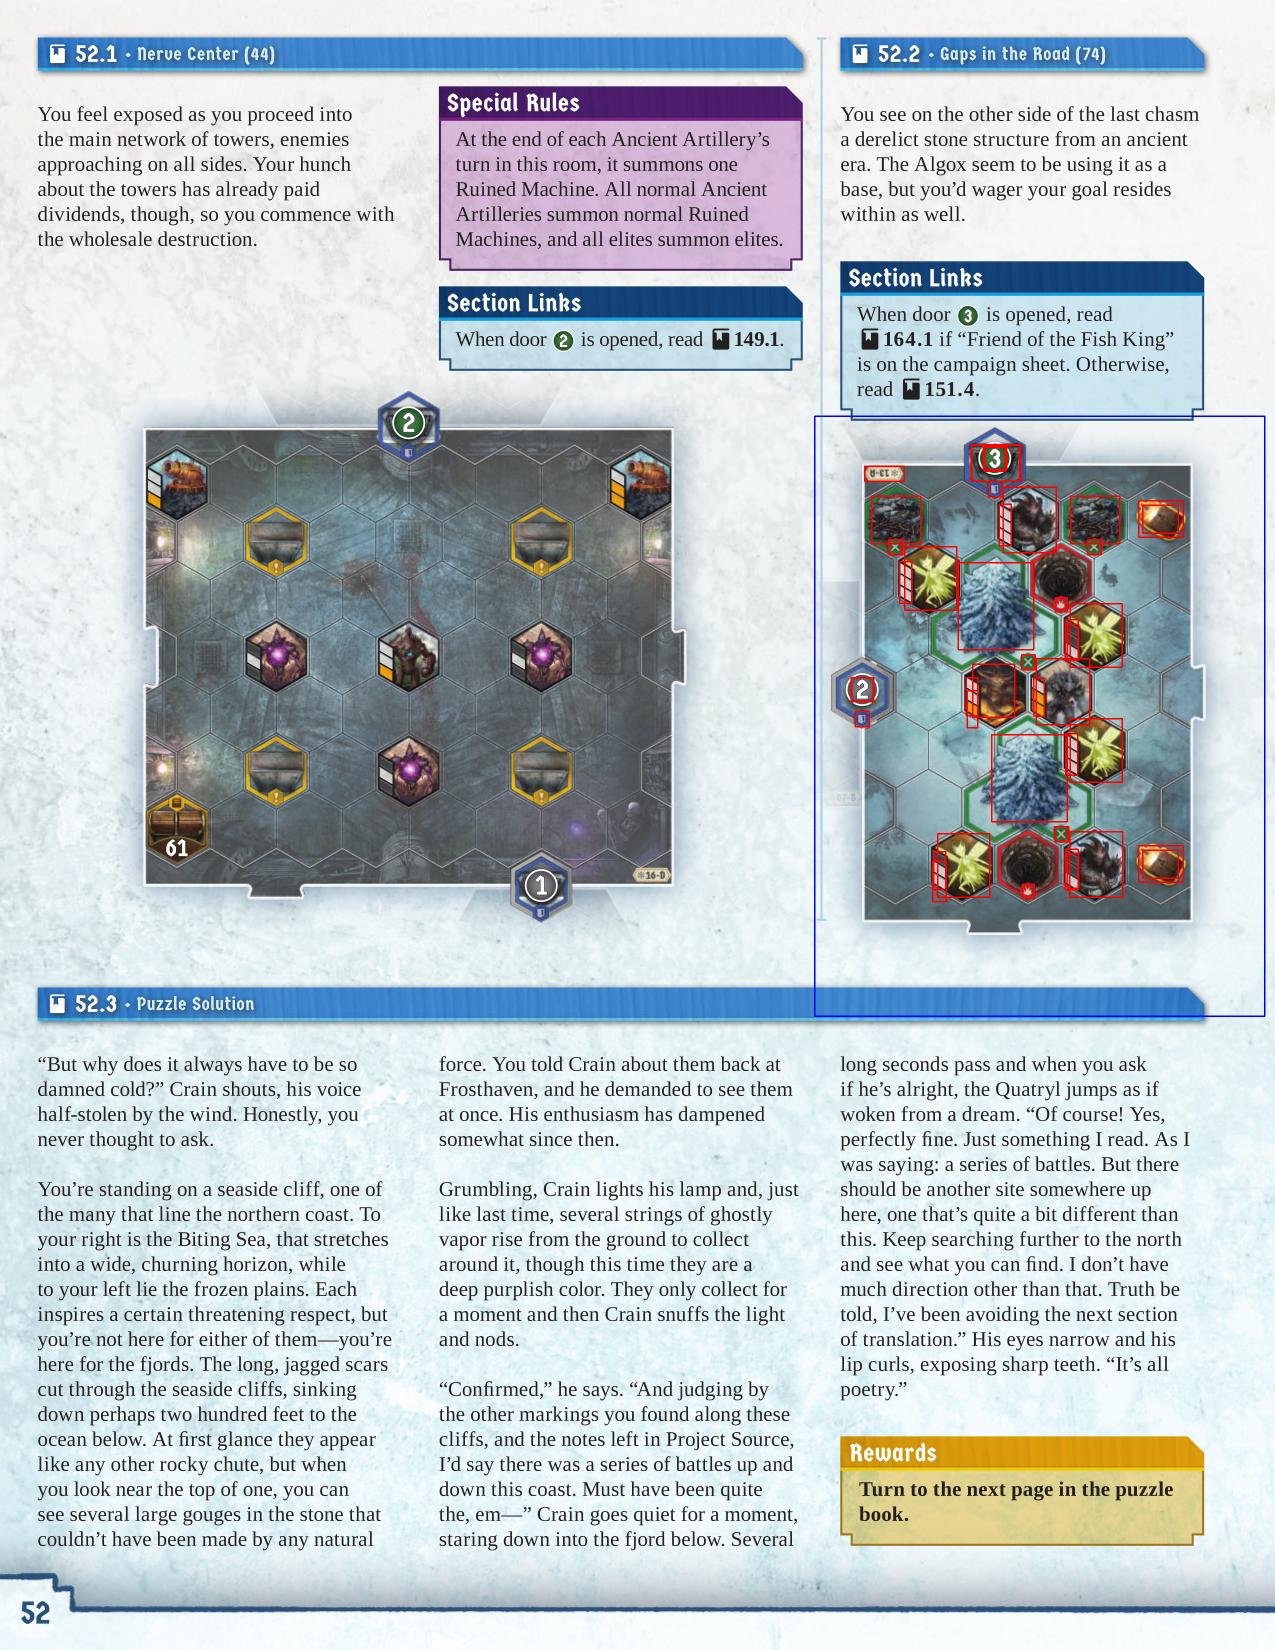 52.1 • Nerve Center (44)
You feel exposed as you proceed into
the main network of towers, enemies
approaching on all sides. Your hunch
about the towers has already paid
dividends, though, so you commence with
the wholesale destruction.
Special Rules
At the end of each Ancient Artillery’s
turn in this room, it summons one
Ruined Machine. All normal Ancient
Artilleries summon normal Ruined
Machines, and all elites summon elites.
Section Links
When door 2 is opened, read 149.1.
2
61
1
16-D
52.2 • Gaps in the Road (74)
You see on the other side of the last chasm
a derelict stone structure from an ancient
era. The Algox seem to be using it as a
base, but you’d wager your goal resides
within as well.
Section Links
When door 3 is opened, read
164.1 if “Friend of the Fish King”
is on the campaign sheet. Otherwise,
read 151.4.
3
13-A
2
52.3 • Puzzle Solution
“But why does it always have to be so
damned cold?” Crain shouts, his voice
half-stolen by the wind. Honestly, you
never thought to ask.
You’re standing on a seaside cliff, one of
the many that line the northern coast. To
your right is the Biting Sea, that stretches
into a wide, churning horizon, while
to your left lie the frozen plains. Each
inspires a certain threatening respect, but
you’re not here for either of them—you’re
here for the fjords. The long, jagged scars
cut through the seaside cliffs, sinking
down perhaps two hundred feet to the
ocean below. At first glance they appear
like any other rocky chute, but when
you look near the top of one, you can
see several large gouges in the stone that
couldn’t have been made by any natural
force. You told Crain about them back at
Frosthaven, and he demanded to see them
at once. His enthusiasm has dampened
somewhat since then.
Grumbling, Crain lights his lamp and, just
like last time, several strings of ghostly
vapor rise from the ground to collect
around it, though this time they are a
deep purplish color. They only collect for
a moment and then Crain snuffs the light
and nods.
“Confirmed,” he says. “And judging by
the other markings you found along these
cliffs, and the notes left in Project Source,
I’d say there was a series of battles up and
down this coast. Must have been quite
the, em—” Crain goes quiet for a moment,
staring down into the fjord below. Several
long seconds pass and when you ask
if he’s alright, the Quatryl jumps as if
woken from a dream. “Of course! Yes,
perfectly fine. Just something I read. As I
was saying: a series of battles. But there
should be another site somewhere up
here, one that’s quite a bit different than
this. Keep searching further to the north
and see what you can find. I don’t have
much direction other than that. Truth be
told, I’ve been avoiding the next section
of translation.” His eyes narrow and his
lip curls, exposing sharp teeth. “It’s all
poetry.”
Rewards
Turn to the next page in the puzzle
book.
52